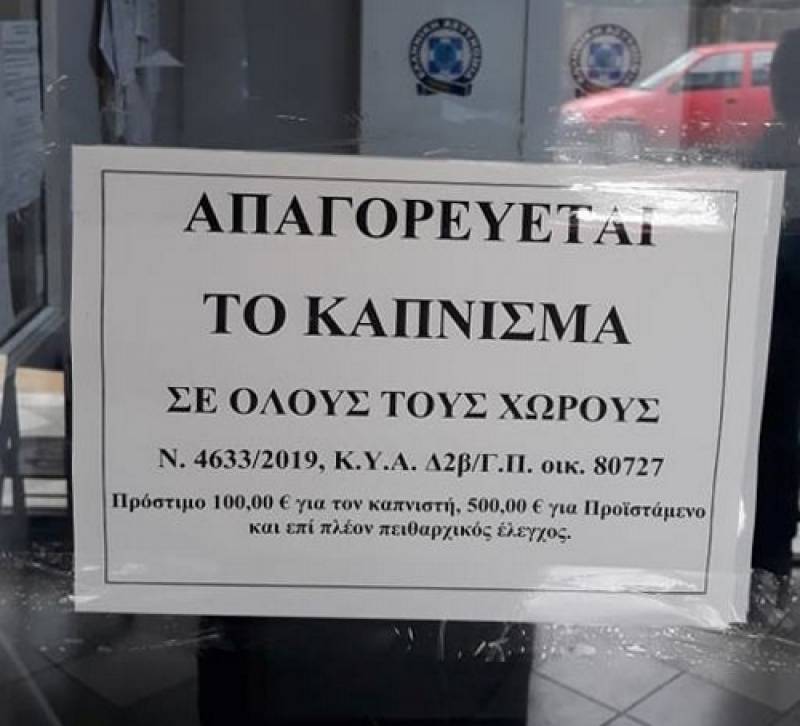 ΑΠΑΓΟΡΕΥΕΤΑΙ
ΤΟ ΚΑΠΝΙΣΜΑ
ΣΕ ΟΛΟΥΣ ΤΟΥΣ ΧΩΡΟΥΣ
Ν. 4633/2019, Κ.Υ.Α. Δ2β/Γ.Π. οικ. 80727
Πρόστιμο 100,00 € για τον καπνιστή, 500,00 € για Προϊστάμενο
και επί πλέον πειθαρχικός έλεγχος.